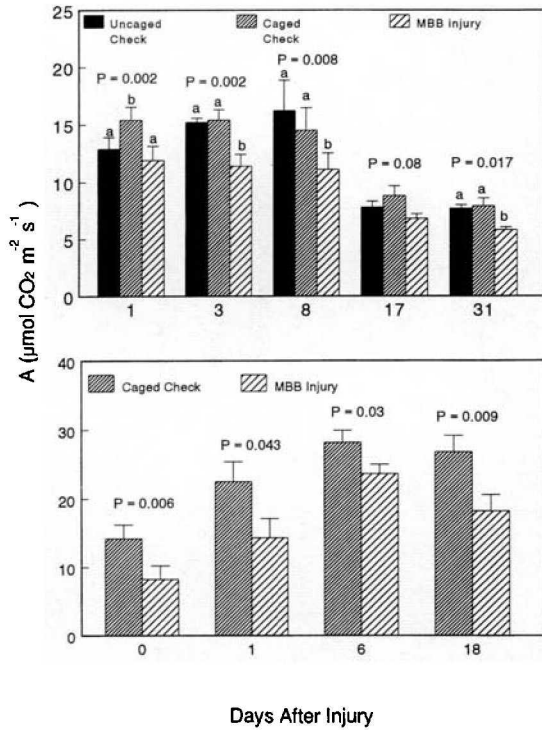 Uncaged Check
Caged Check
MBB injury
P = 0.002
P = 0.002
P = 0.008
P = 0.08
P = 0.017
a b a
a a b
a a b
a a b
25
20
15
10
5
0
1 3 8 17 31
A (µmol CO₂ m⁻² s⁻¹)
Caged Check
MBB Injury
P = 0.006
P = 0.043
P = 0.03
P = 0.009
40
30
20
10
0
0 1 6 18
Days After Injury